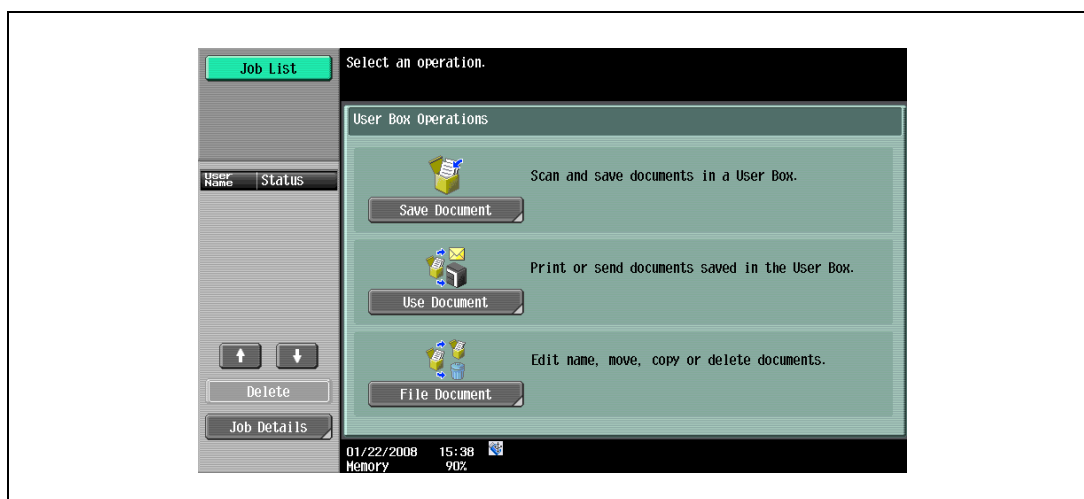 Job List
Select an operation.
User Box Operations
Scan and save documents in a User Box.
Save Document
User Name
Status
Print or send documents saved in the User Box.
Use Document
Edit name, move, copy or delete documents.
File Document
Delete
Job Details
01/22/2008 15:38
Memory 90%